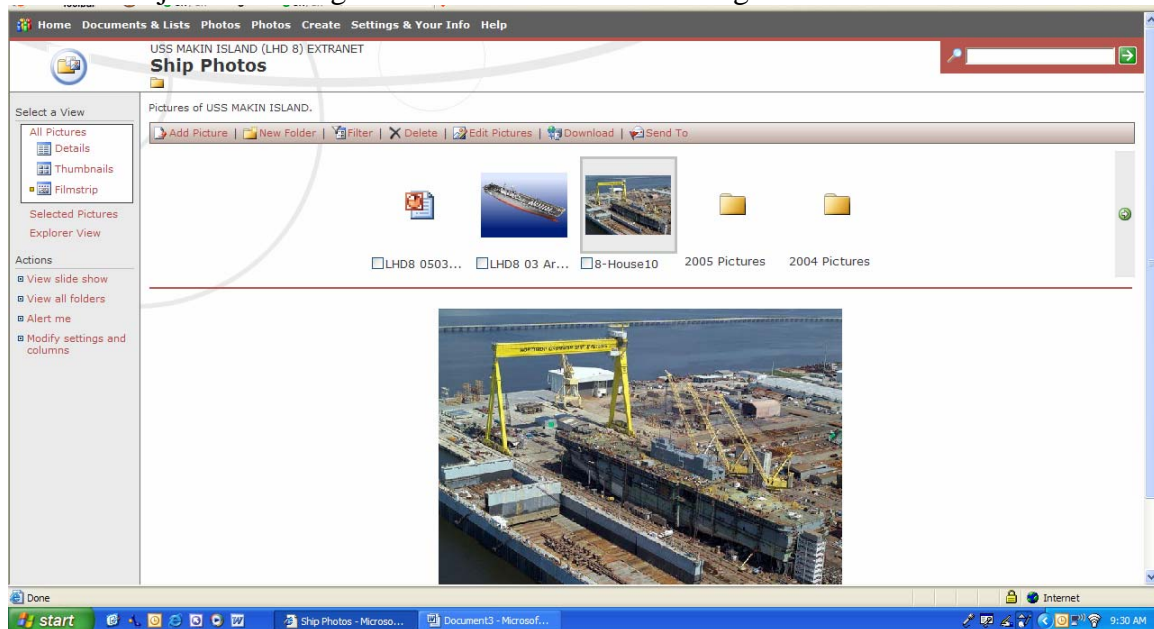 Home Documents & Lists Photos Photos Create Settings & Your Info Help
USS MAKIN ISLAND (LHD 8) EXTRANET
Ship Photos
Select a View
All Pictures
Details
Thumbnails
Filmstrip
Selected Pictures
Explorer View
Actions
View slide show
View all folders
Alert me
Modify settings and
columns
Pictures of USS MAKIN ISLAND.
Add Picture | New Folder | Filter | Delete | Edit Pictures | Download | Send To
LHD8 0503... LHD8 03 Ar... 8-House10 2005 Pictures 2004 Pictures
Done Internet
start Ship Photos - Microso... Document3 - Microsof... 9:30 AM